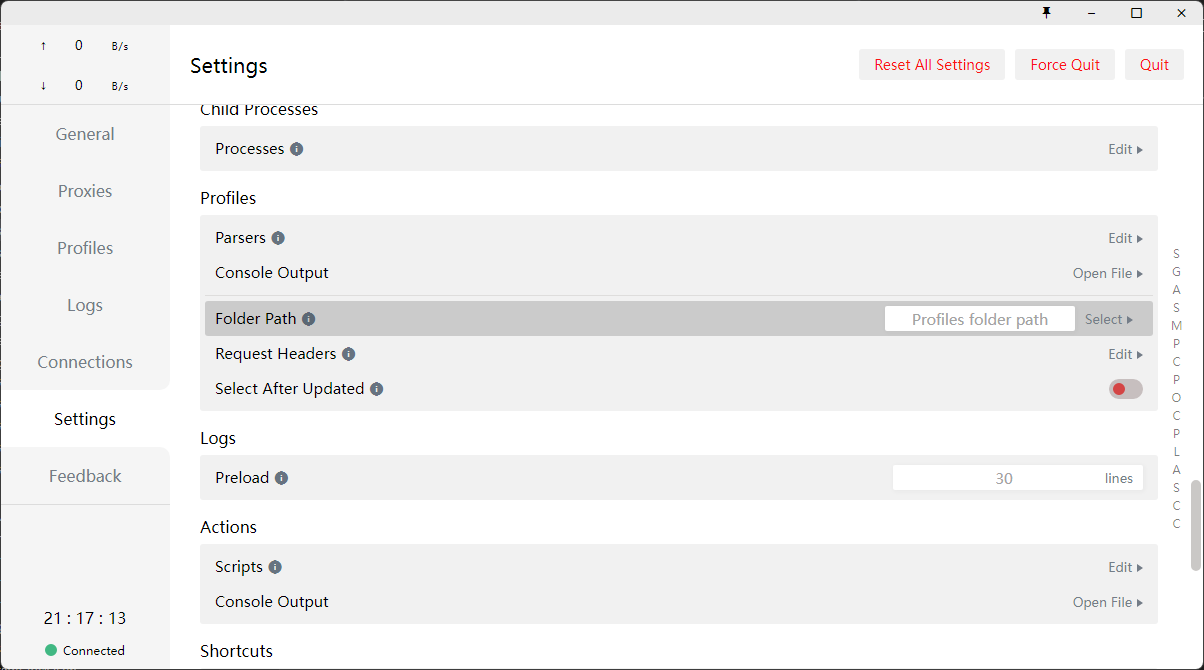 ↑ 0 B/s
↓ 0 B/s
Settings
Reset All Settings Force Quit Quit
General
Proxies
Profiles
Logs
Connections
Settings
Feedback
21 : 17 : 13
Connected
Child Processes
Processes Edit
Profiles
Parsers Edit
Console Output Open File
Folder Path Profiles folder path Select
Request Headers Edit
Select After Updated
Logs
Preload 30 lines
Actions
Scripts Edit
Console Output Open File
Shortcuts
S
G
A
S
M
P
C
P
O
C
P
L
A
S
C
C